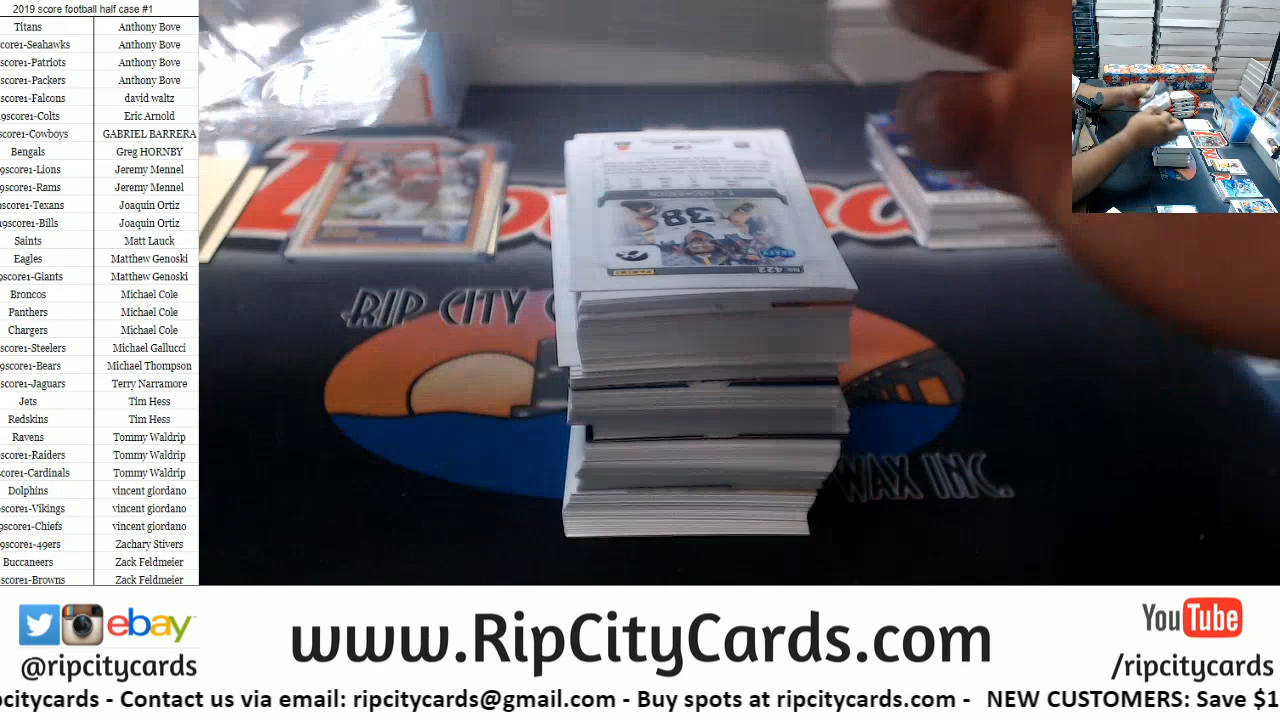 2019 score football half case #1
Titans Anthony Bove
core1-Seahawks Anthony Bove
score1-Patriots Anthony Bove
score1-Packers Anthony Bove
score1-Falcons david waltz
9score1-Colts Eric Arnold
score1-Cowboys GABRIEL BARRERA
Bengals Greg HORNBY
9score1-Lions Jeremy Mennel
9score1-Rams Jeremy Mennel
9score1-Texans Joaquin Ortiz
19score1-Bills Joaquin Ortiz
Saints Matt Lauck
Eagles Matthew Genoski
9score1-Giants Matthew Genoski
Broncos Michael Cole
Panthers Michael Cole
Chargers Michael Cole
score1-Steelers Michael Gallucci
9score1-Bears Michael Thompson
score1-Jaguars Terry Narramore
Jets Tim Hess
Redskins Tim Hess
Ravens Tommy Waldrip
score1-Raiders Tommy Waldrip
core1-Cardinals Tommy Waldrip
Dolphins vincent giordano
9score1-Vikings vincent giordano
9score1-Chiefs vincent giordano
9score1-49ers Zachary Stivers
Buccaneers Zack Feldmeier
score1-Browns Zack Feldmeier
NO. 422
PANINI
38
RIP CITY
WAX INC.
ebay
@ripcitycards
www.RipCityCards.com
YouTube
/ripcitycards
pcitycards - Contact us via email: ripcitycards@gmail.com - Buy spots at ripcitycards.com - NEW CUSTOMERS: Save $1